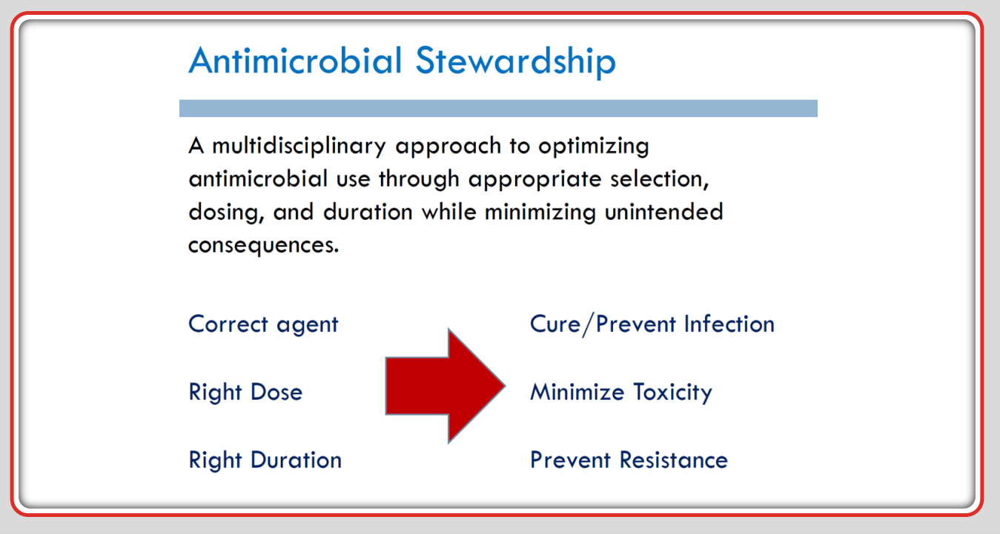 Antimicrobial Stewardship
A multidisciplinary approach to optimizing
antimicrobial use through appropriate selection,
dosing, and duration while minimizing unintended
consequences.
Correct agent
Cure/Prevent Infection
Right Dose
Minimize Toxicity
Right Duration
Prevent Resistance